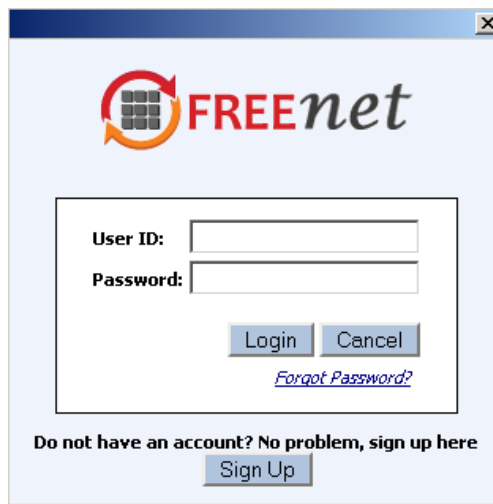 FREEnet
User ID:
Password:
Login Cancel
Forgot Password?
Do not have an account? No problem, sign up here
Sign Up